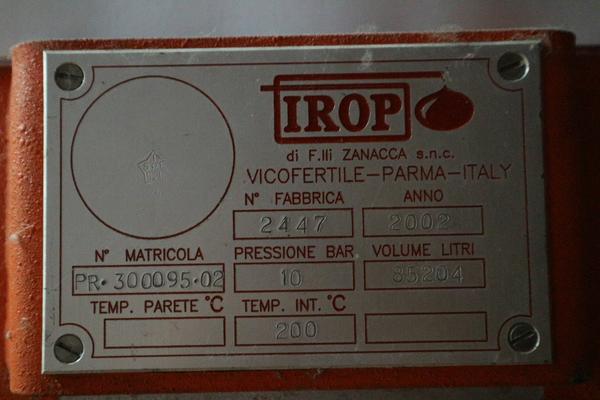 IROP
di F.lli ZANACCA s.n.c.
VICOFERTILE-PARMA-ITALY
N° FABBRICA ANNO
2447 2002
N° MATRICOLA PRESSIONE BAR VOLUME LITRI
PR·300095·02 10 85204
TEMP. PARETE °C TEMP. INT. °C
200